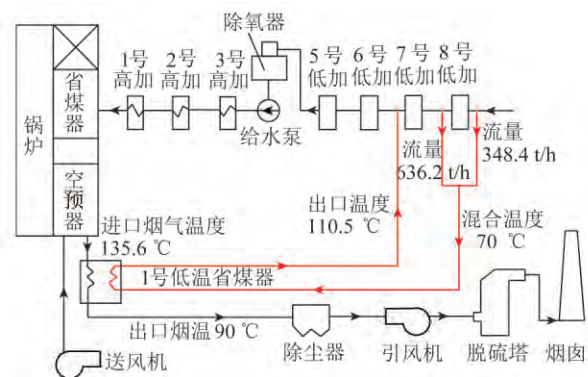 除氧器
1号
高加
2号
高加
3号
高加
5号
低加
6号
低加
7号
低加
8号
低加
省
煤
器
锅
炉
给水泵
流量
636.2 t/h
流量
348.4 t/h
空
预
器
进口烟气温度
135.6 ℃
出口温度
110.5 ℃
混合温度
70 ℃
1号低温省煤器
出口烟温90 ℃
送风机
除尘器
引风机
脱硫塔
烟囱